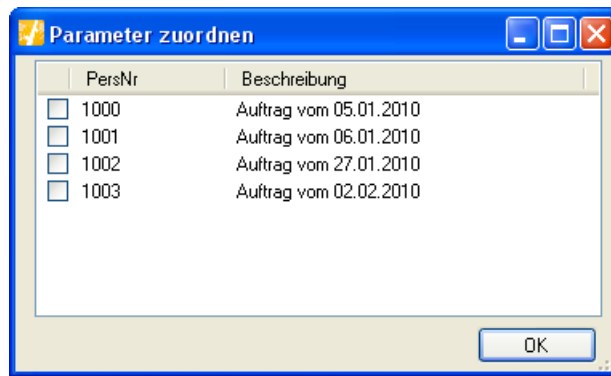 Parameter zuordnen
PersNr Beschreibung
1000 Auftrag vom 05.01.2010
1001 Auftrag vom 06.01.2010
1002 Auftrag vom 27.01.2010
1003 Auftrag vom 02.02.2010
OK